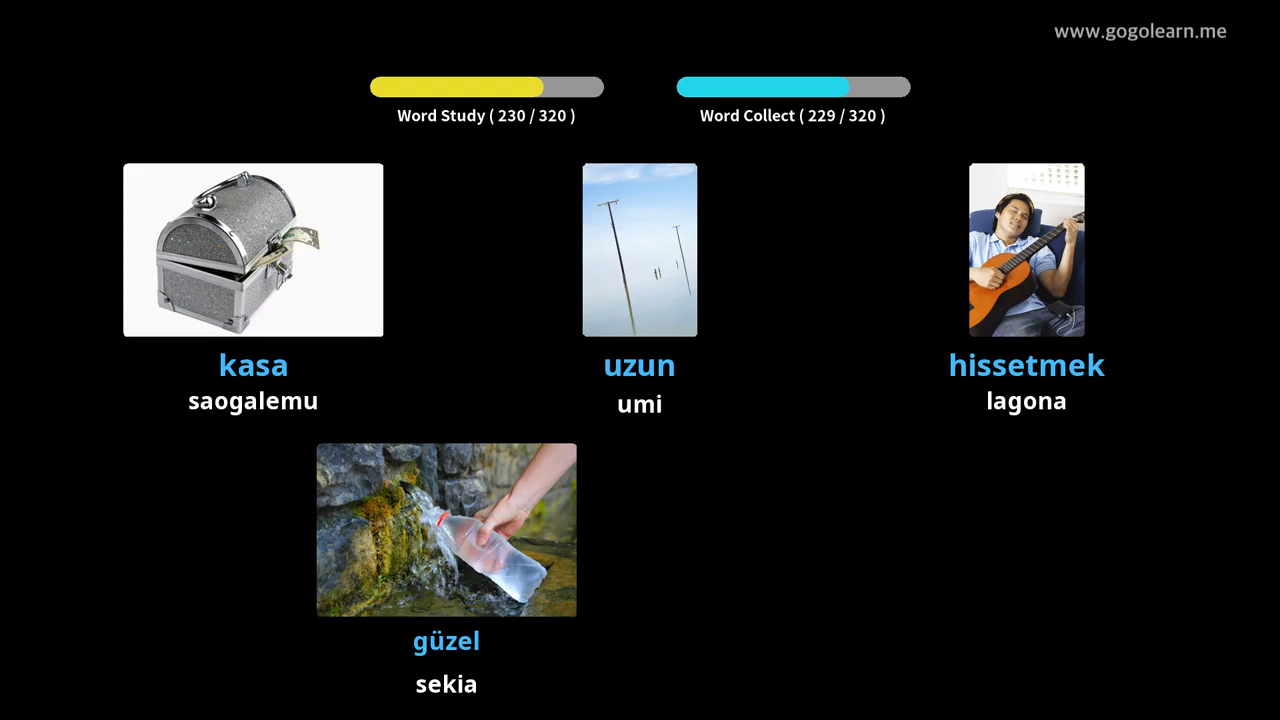 www.gogolearn.me
Word Study ( 230 / 320 )
Word Collect ( 229 / 320 )
kasa
saogalemu
uzun
umi
hissetmek
lagona
güzel
sekia